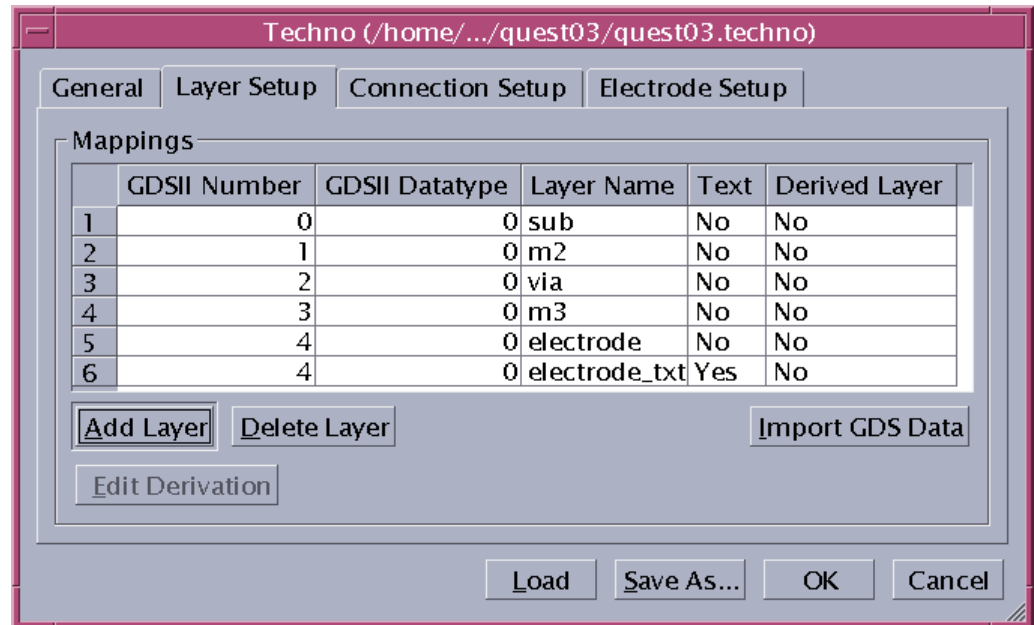 Techno (/home/.../quest03/quest03.techno)
General Layer Setup Connection Setup Electrode Setup
Mappings
GDSII Number GDSII Datatype Layer Name Text Derived Layer
1 0 0 sub No No
2 1 0 m2 No No
3 2 0 via No No
4 3 0 m3 No No
5 4 0 electrode No No
6 4 0 electrode_txt Yes No
Add Layer Delete Layer Import GDS Data
Edit Derivation
Load Save As... OK Cancel